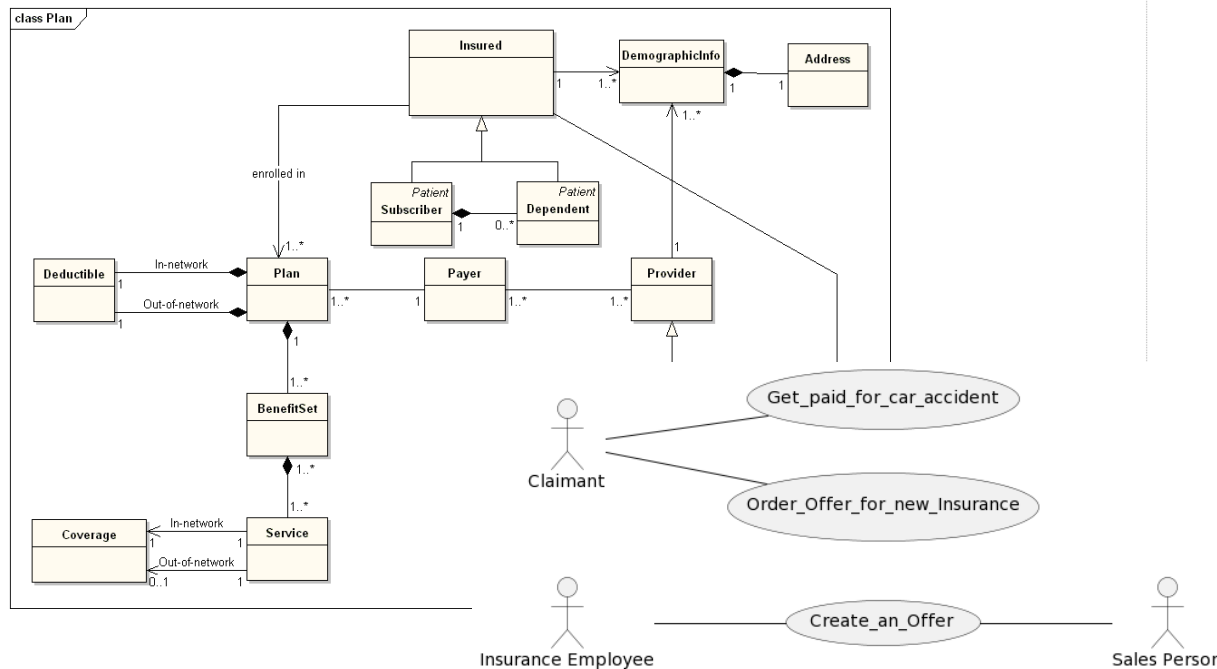 class Plan
Insured
DemographicInfo
Address
1
1..*
1
1
1..*
enrolled in
Patient
Subscriber
Patient
Dependent
1
0..*
1..*
1
Deductible
In-network
Plan
Payer
Provider
1
1..*
1
1..*
1..*
Out-of-network
1
1
1..*
BenefitSet
1..*
1..*
Coverage
In-network
Service
1
1
Out-of-network
0..1
1
Get_paid_for_car_accident
Claimant
Order_Offer_for_new_Insurance
Create_an_Offer
Insurance Employee
Sales Person